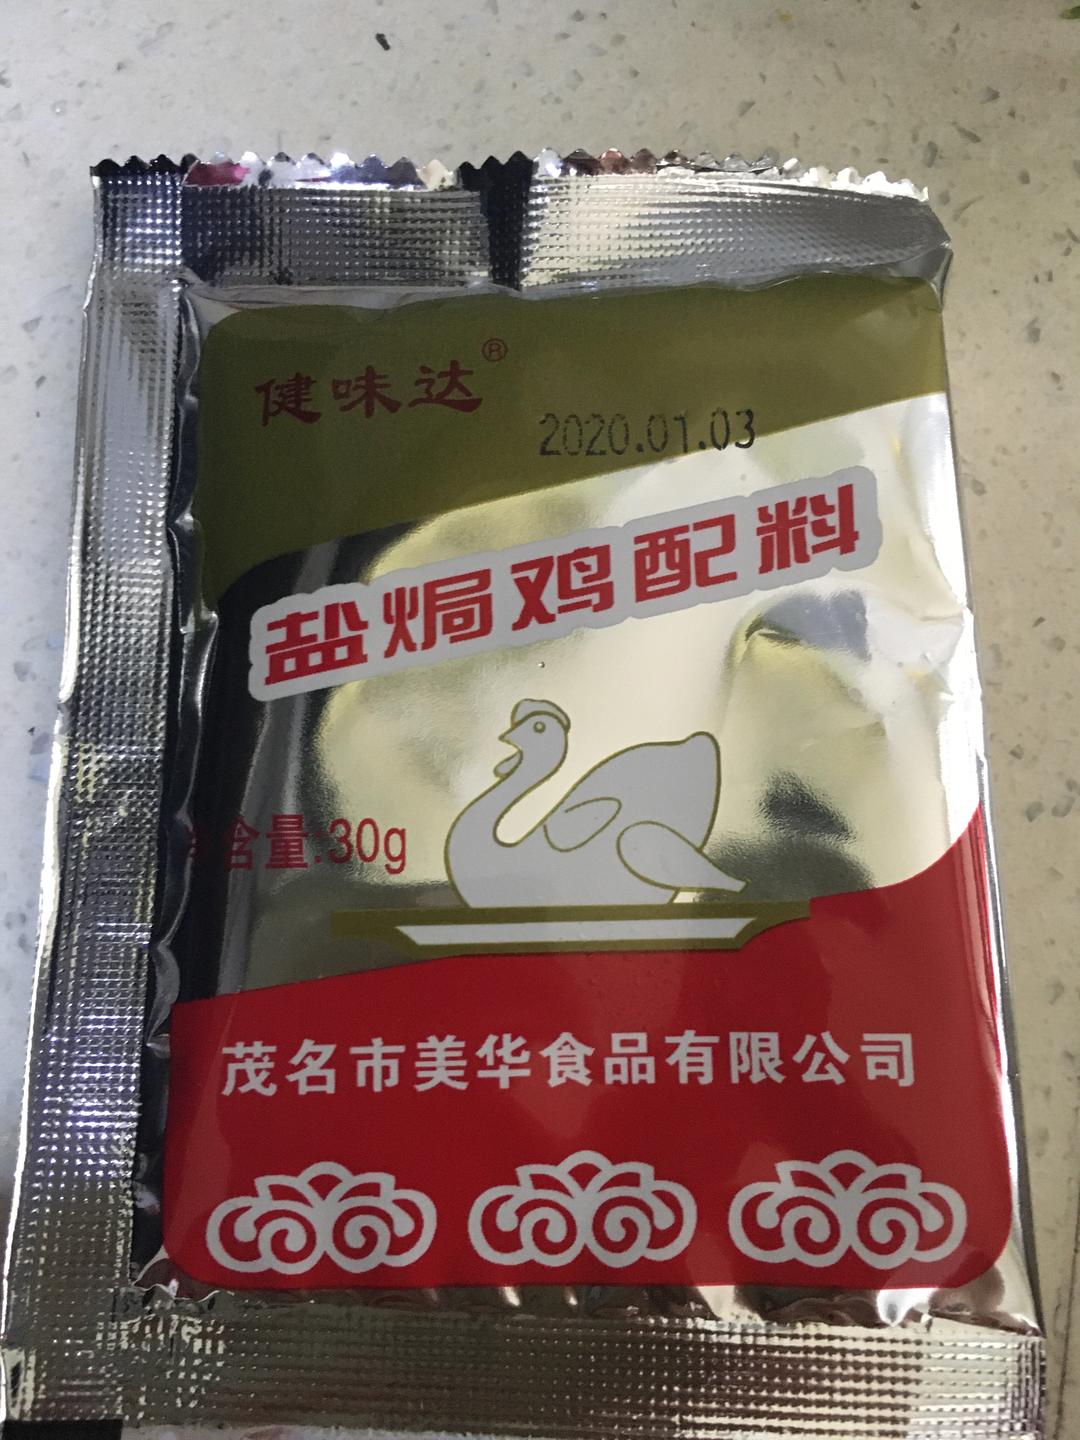 健味达®
2020.01.03
盐焗鸡配料
含量:30g
茂名市美华食品有限公司